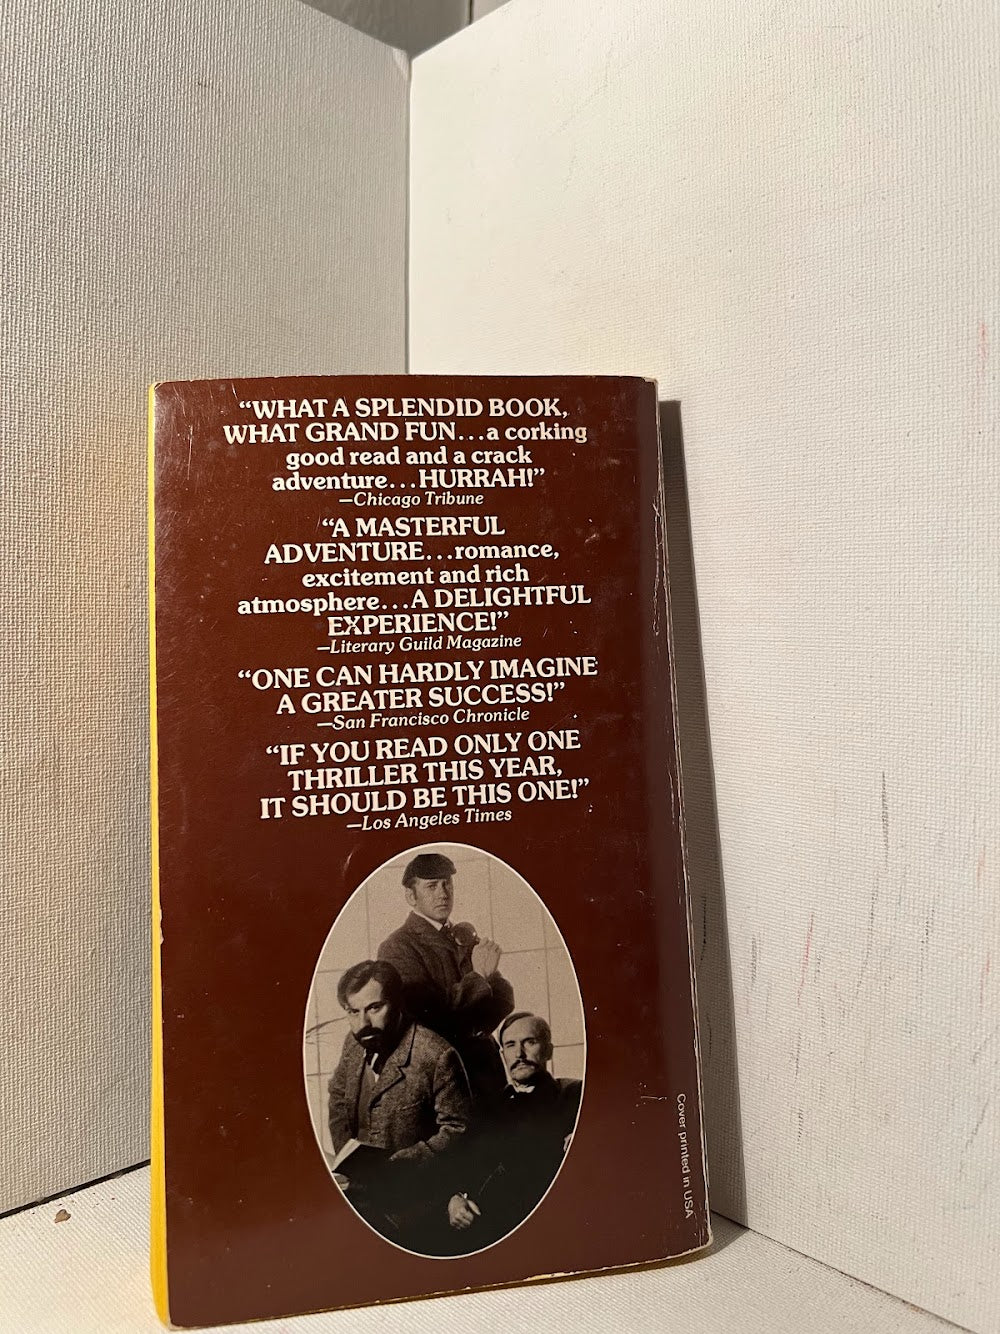 “WHAT A SPLENDID BOOK,
WHAT GRAND FUN...a corking
good read and a crack
adventure...HURRAH!”
—Chicago Tribune
“A MASTERFUL
ADVENTURE...romance,
excitement and rich
atmosphere...A DELIGHTFUL
EXPERIENCE!”
—Literary Guild Magazine
“ONE CAN HARDLY IMAGINE
A GREATER SUCCESS!”
—San Francisco Chronicle
“IF YOU READ ONLY ONE
THRILLER THIS YEAR,
IT SHOULD BE THIS ONE!”
—Los Angeles Times
Cover printed in USA